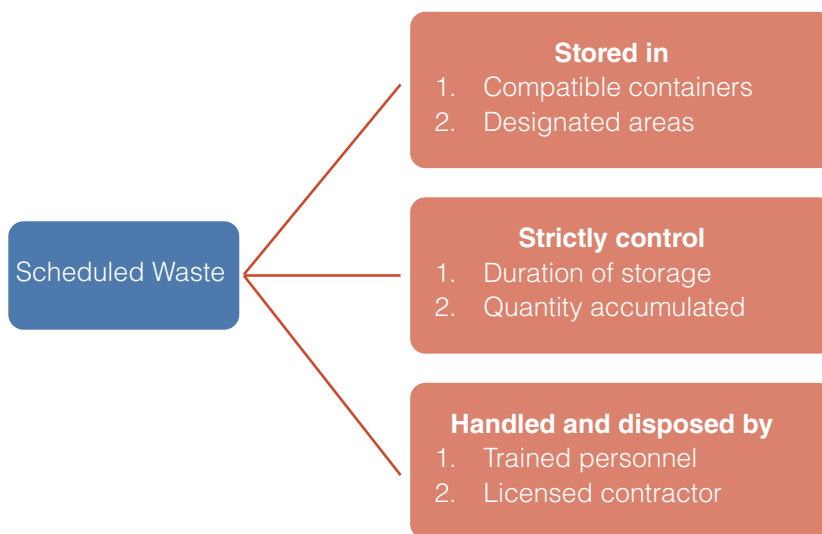 Scheduled Waste
Stored in
1. Compatible containers
2. Designated areas
Strictly control
1. Duration of storage
2. Quantity accumulated
Handled and disposed by
1. Trained personnel
2. Licensed contractor